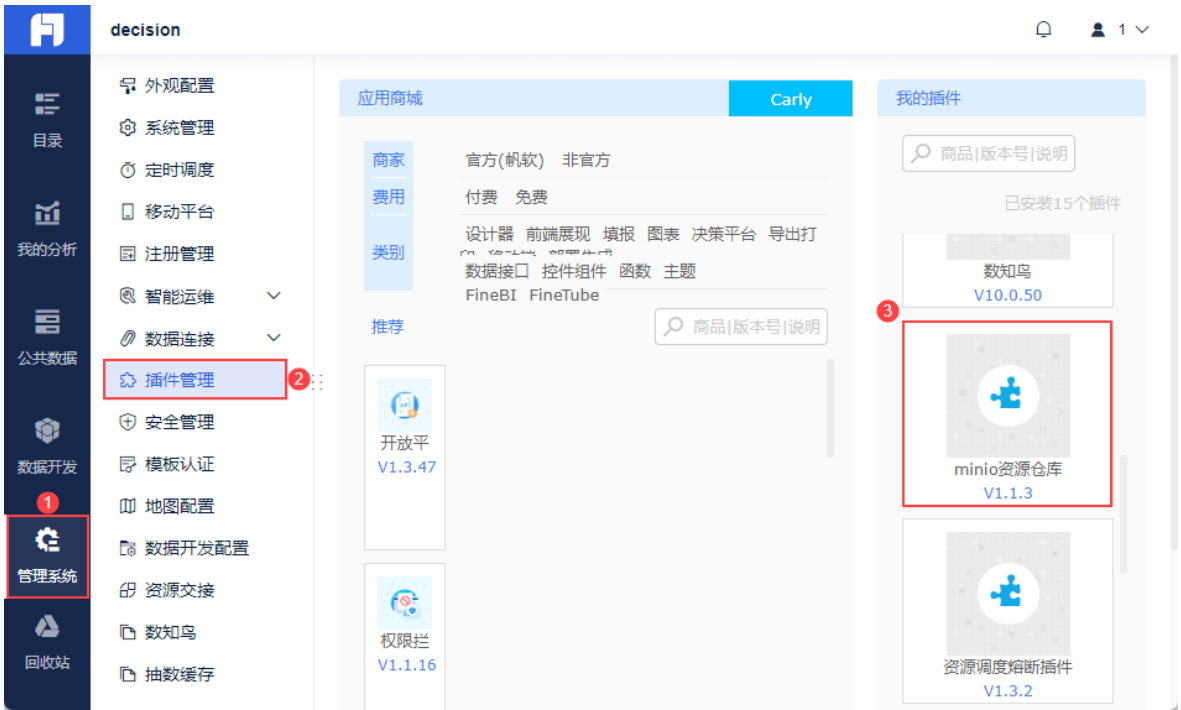 decision
1
目录
我的分析
公共数据
数据开发
1
管理系统
回收站
外观配置
系统管理
定时调度
移动平台
注册管理
智能运维
数据连接
插件管理
2
安全管理
模板认证
地图配置
数据开发配置
资源交接
数知鸟
抽数缓存
应用商城
Carly
商家
官方(帆软) 非官方
费用
付费 免费
类别
设计器 前端展现 填报 图表 决策平台 导出打
数据接口 控件组件 函数 主题
FineBI FineTube
推荐
商品|版本号|说明
开放平
V1.3.47
权限拦
V1.1.16
我的插件
商品|版本号|说明
已安装15个插件
数知鸟
V10.0.50
3
minio资源仓库
V1.1.3
资源调度熔断插件
V1.3.2